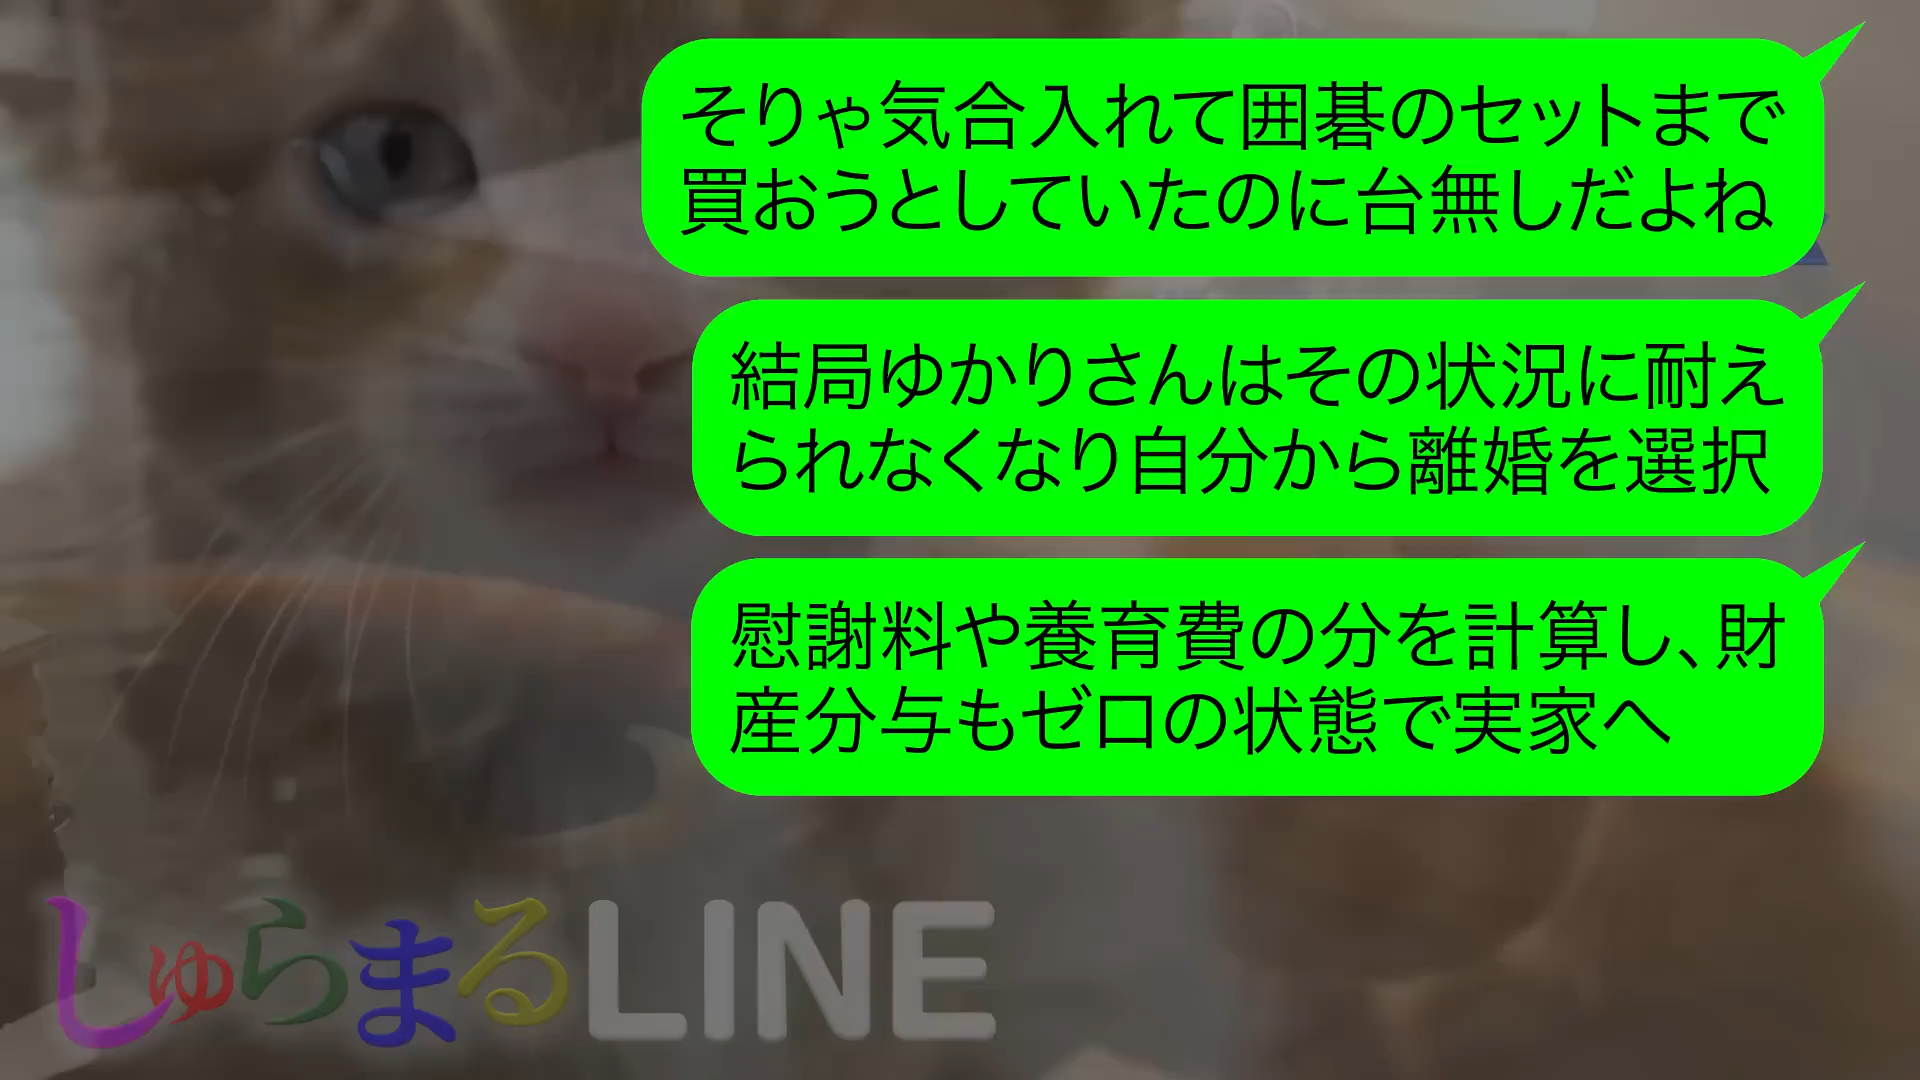 そりゃ気合入れて囲碁のセットまで
買おうとしていたのに台無しだよね
結局ゆかりさんはその状況に耐え
られなくなり自分から離婚を選択
慰謝料や養育費の分を計算し、財
産分与もゼロの状態で実家へ
しゅらまるLINE